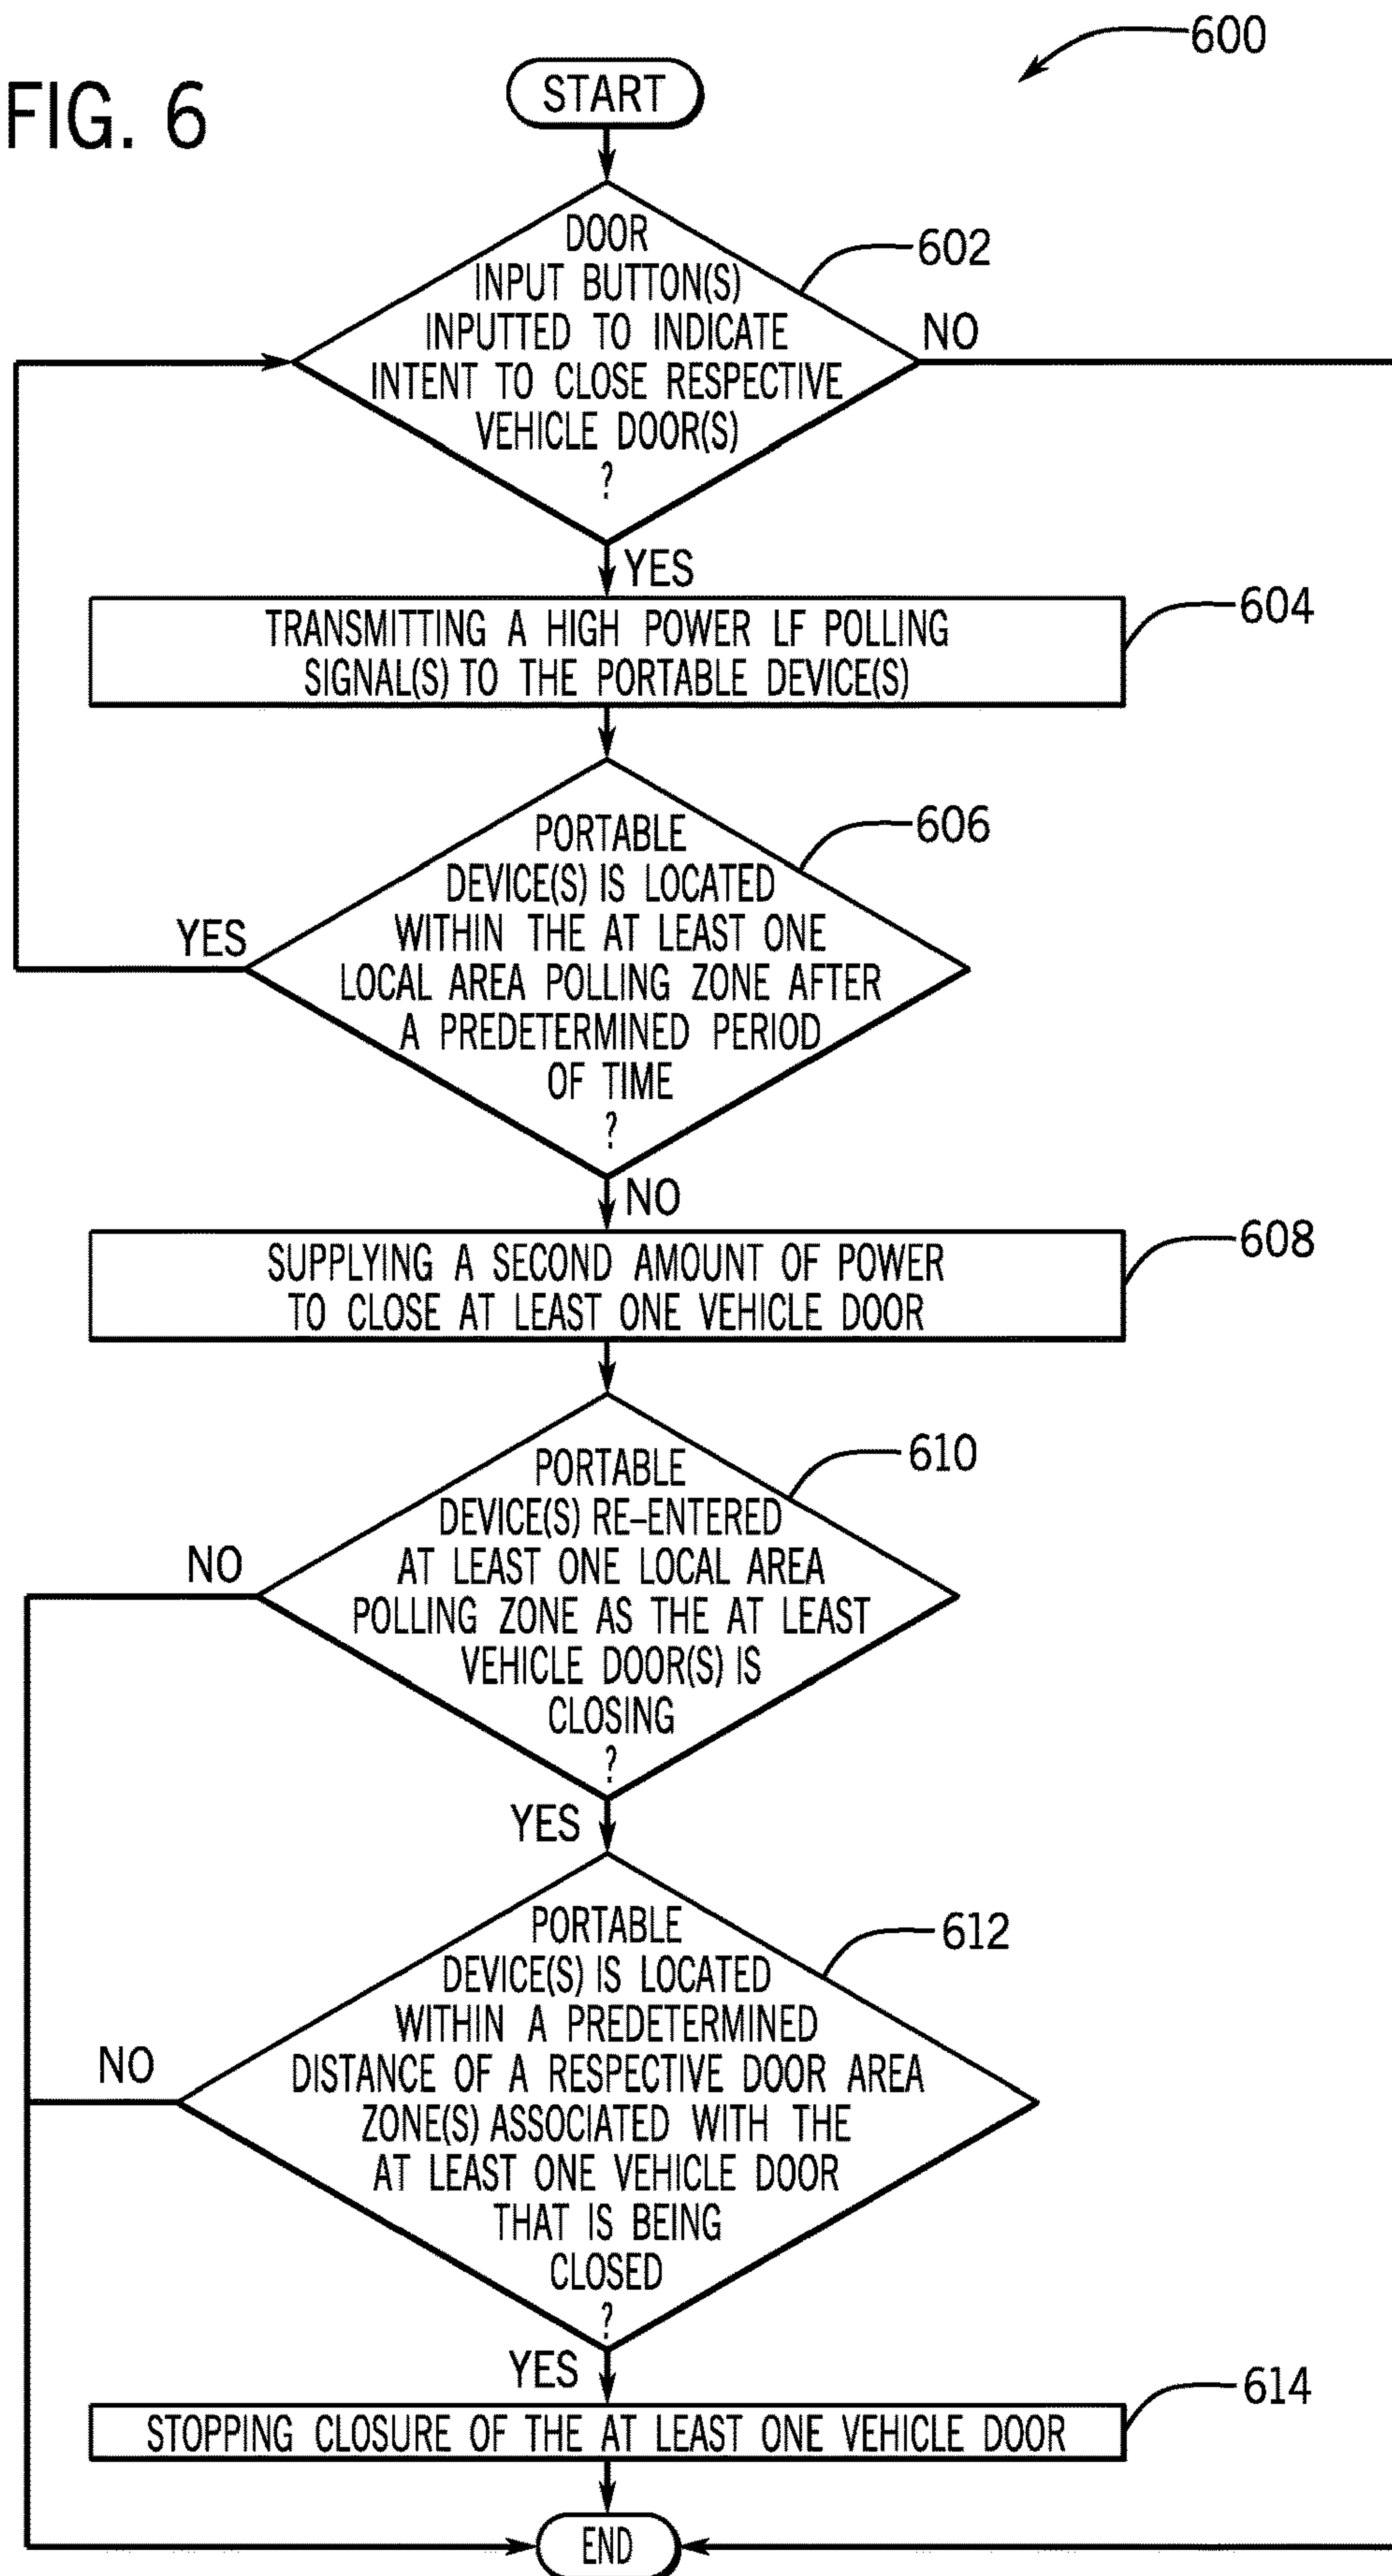 FIG. 6
600
START
DOOR
INPUT BUTTON(S)
INPUTTED TO INDICATE
INTENT TO CLOSE RESPECTIVE
VEHICLE DOOR(S)
?
602
NO
YES
TRANSMITTING A HIGH POWER LF POLLING
SIGNAL(S) TO THE PORTABLE DEVICE(S)
604
PORTABLE
DEVICE(S) IS LOCATED
WITHIN THE AT LEAST ONE
LOCAL AREA POLLING ZONE AFTER
A PREDETERMINED PERIOD
OF TIME
?
606
YES
NO
SUPPLYING A SECOND AMOUNT OF POWER
TO CLOSE AT LEAST ONE VEHICLE DOOR
608
PORTABLE
DEVICE(S) RE-ENTERED
AT LEAST ONE LOCAL AREA
POLLING ZONE AS THE AT LEAST
VEHICLE DOOR(S) IS
CLOSING
?
610
NO
YES
PORTABLE
DEVICE(S) IS LOCATED
WITHIN A PREDETERMINED
DISTANCE OF A RESPECTIVE DOOR AREA
ZONE(S) ASSOCIATED WITH THE
AT LEAST ONE VEHICLE DOOR
THAT IS BEING
CLOSED
?
612
NO
YES
STOPPING CLOSURE OF THE AT LEAST ONE VEHICLE DOOR
614
END